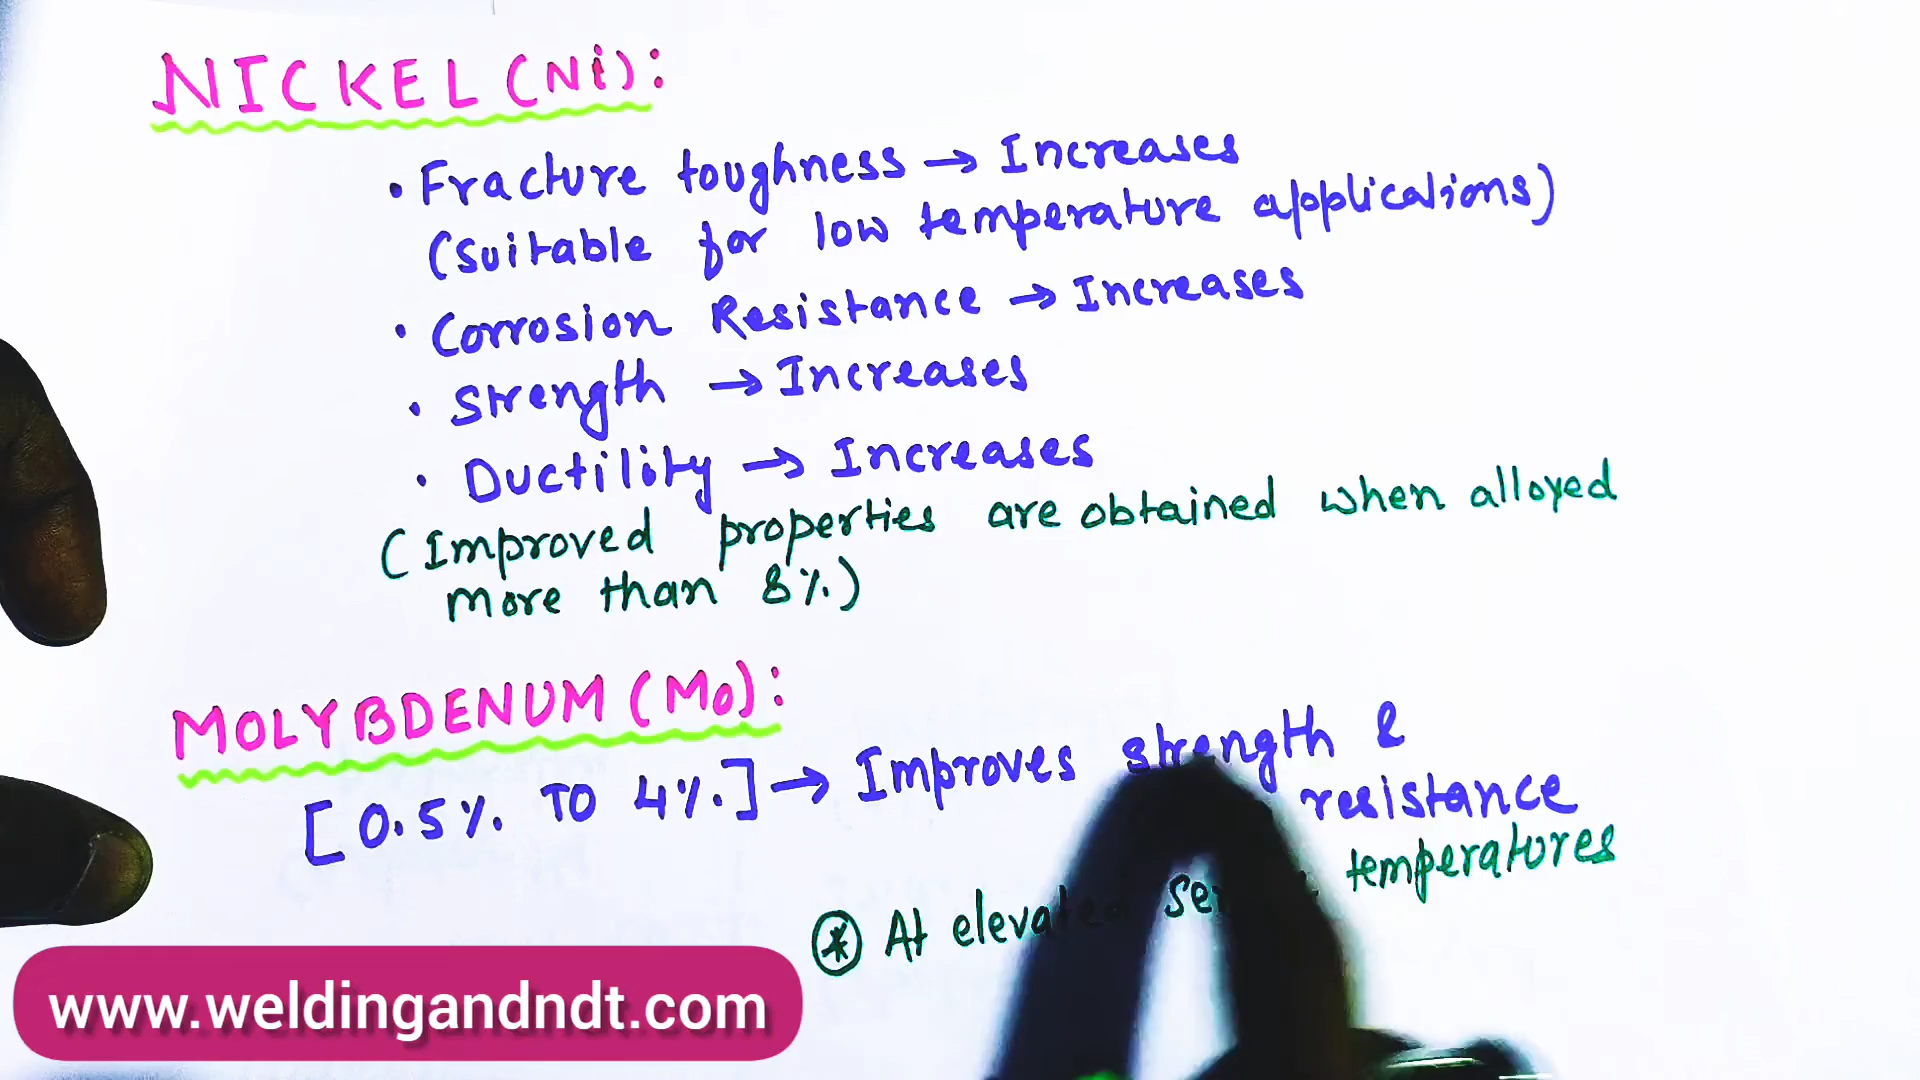 NICKEL (Ni):
• Fracture toughness → Increases
(Suitable for low temperature applications)
• Corrosion Resistance → Increases
• Strength → Increases
• Ductility → Increases
(Improved properties are obtained when alloyed
more than 8%)
MOLYBDENUM (Mo):
[0.5% TO 4%] → Improves strength &
resistance
* At elevated temperatures
www.weldingandndt.com